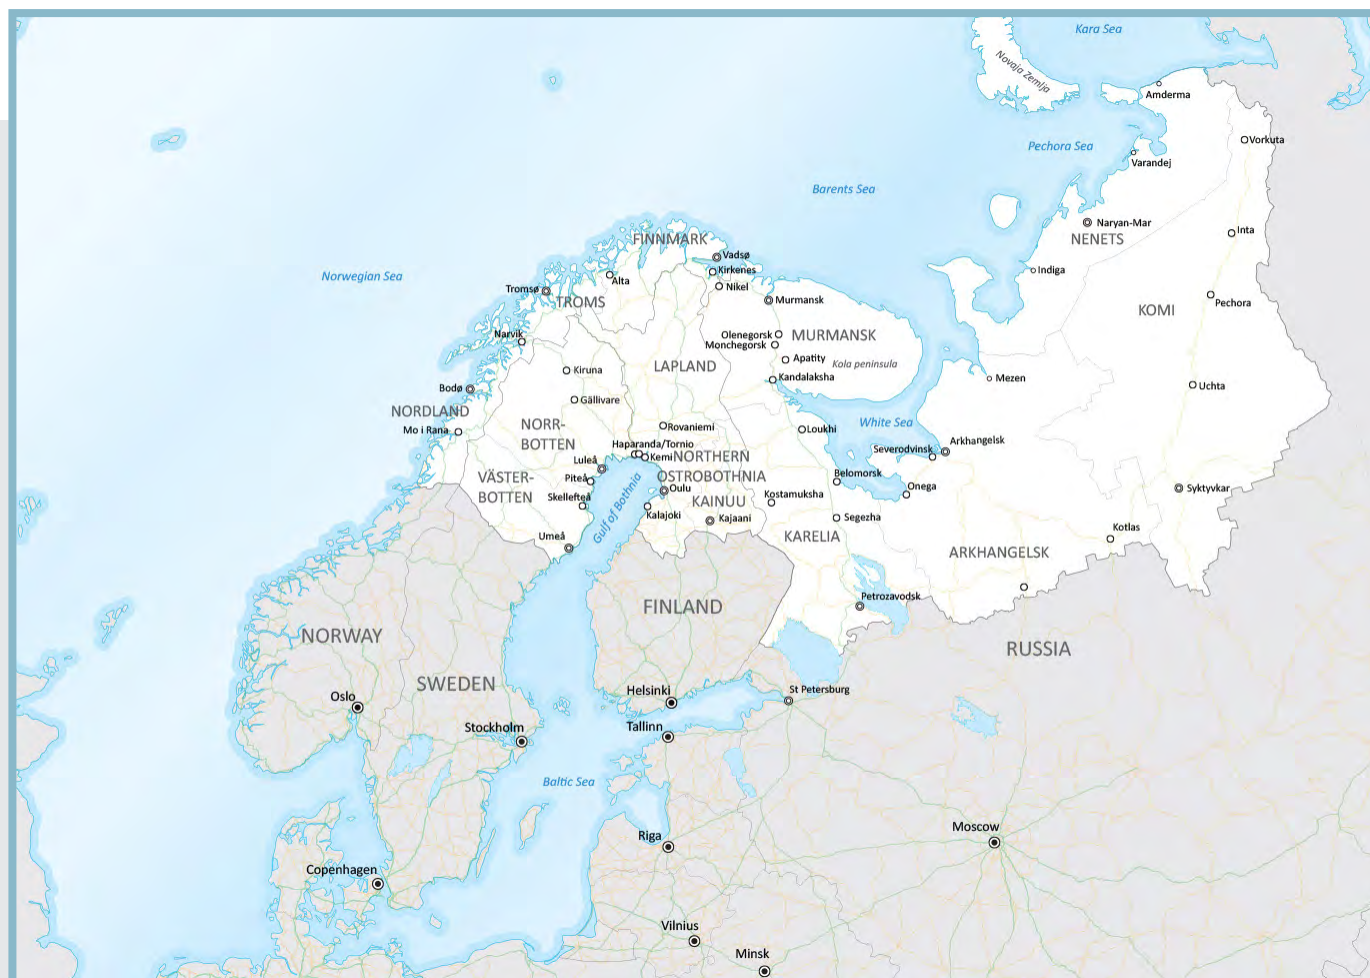 Kara Sea
Novaja Zemlja
Amderma
Vorkuta
Pechora Sea
Varandej
Barents Sea
Naryan-Mar
NENETS
Inta
FINNMARK
Vadsø
Kirkenes
Indiga
Norwegian Sea
Alta
Nikel
Tromsø
TROMS
Murmansk
Pechora
KOMI
Narvik
Olenegorsk
MURMANSK
Monchegorsk
Apatity
Kola peninsula
LAPLAND
Kiruna
Kandalaksha
Mezen
Bodø
Uchta
Gällivare
NORDLAND
Mo i Rana
NORR-
BOTTEN
Rovaniemi
Loukhi
White Sea
Haparanda/Tornio
Kemi
NORTHERN
OSTROBOTHNIA
Severodvinsk
Arkhangelsk
Luleå
Piteå
VÄSTER-
BOTTEN
Skellefteå
Gulf of Bothnia
Oulu
Belomorsk
Onega
Syktyvkar
KAINUU
Kostamuksha
Kalajoki
Kajaani
Segezha
Umeå
KARELIA
Kotlas
ARKHANGELSK
Petrozavodsk
FINLAND
NORWAY
RUSSIA
SWEDEN
Oslo
Helsinki
St Petersburg
Stockholm
Tallinn
Baltic Sea
Riga
Moscow
Copenhagen
Vilnius
Minsk